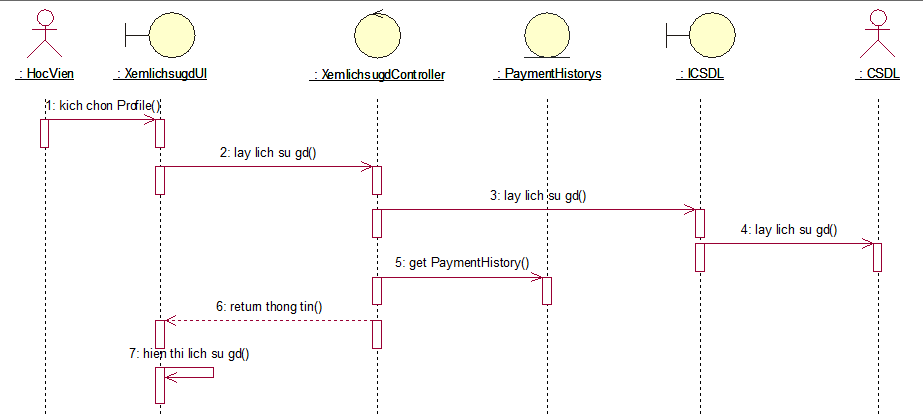 : HocVien
: XemlichsugdUI
: XemlichsugdController
: PaymentHistorys
: ICSDL
: CSDL
1: kich chon Profile()
2: lay lich su gd()
3: lay lich su gd()
4: lay lich su gd()
5: get PaymentHistory()
6: return thong tin()
7: hien thi lich su gd()